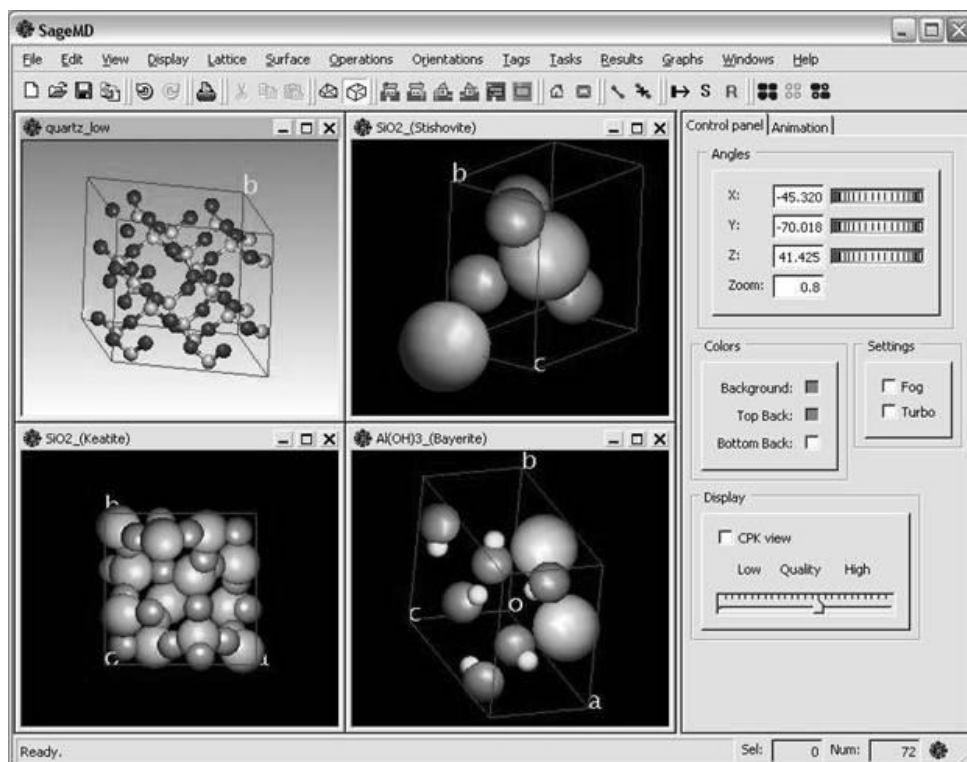 SageMD
File Edit View Display Lattice Surface Operations Orientations Tags Tasks Results Graphs Windows Help
S R
quartz_low
b
SiO2_(Stishovite)
b
c
SiO2_(Keatite)
b
c
a
Al(OH)3_(Bayerite)
b
c
o
a
Control panel Animation
Angles
X: -45.320
Y: -70.018
Z: 41.425
Zoom: 0.8
Colors
Background:
Top Back:
Bottom Back:
Settings
Fog
Turbo
Display
CPK view
Low Quality High
Ready.
Sel: 0 Num: 72